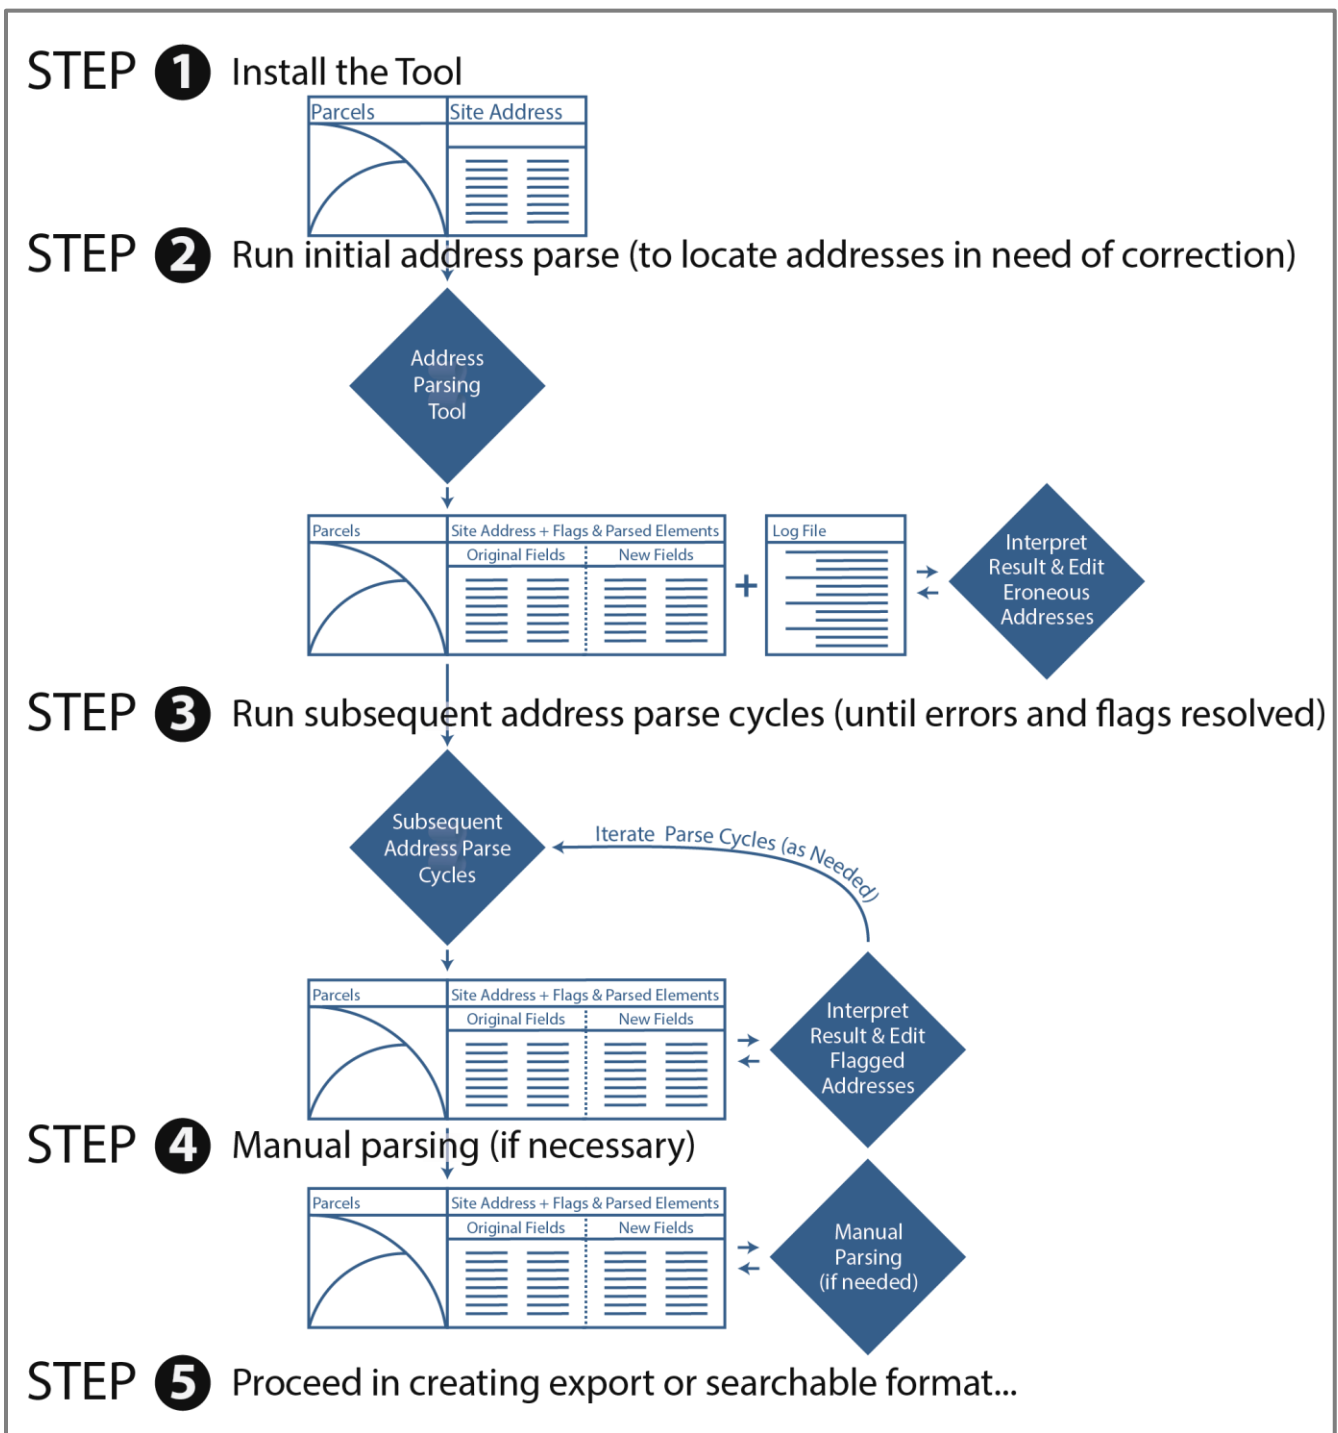 STEP 1 Install the Tool
Parcels Site Address
STEP 2 Run initial address parse (to locate addresses in need of correction)
Address
Parsing
Tool
Parcels Site Address + Flags & Parsed Elements
Original Fields New Fields
+
Log File
Interpret
Result & Edit
Eroneous
Addresses
STEP 3 Run subsequent address parse cycles (until errors and flags resolved)
Subsequent
Address Parse
Cycles
Iterate Parse Cycles (as Needed)
Parcels Site Address + Flags & Parsed Elements
Original Fields New Fields
Interpret
Result & Edit
Flagged
Addresses
STEP 4 Manual parsing (if necessary)
Parcels Site Address + Flags & Parsed Elements
Original Fields New Fields
Manual
Parsing
(if needed)
STEP 5 Proceed in creating export or searchable format...